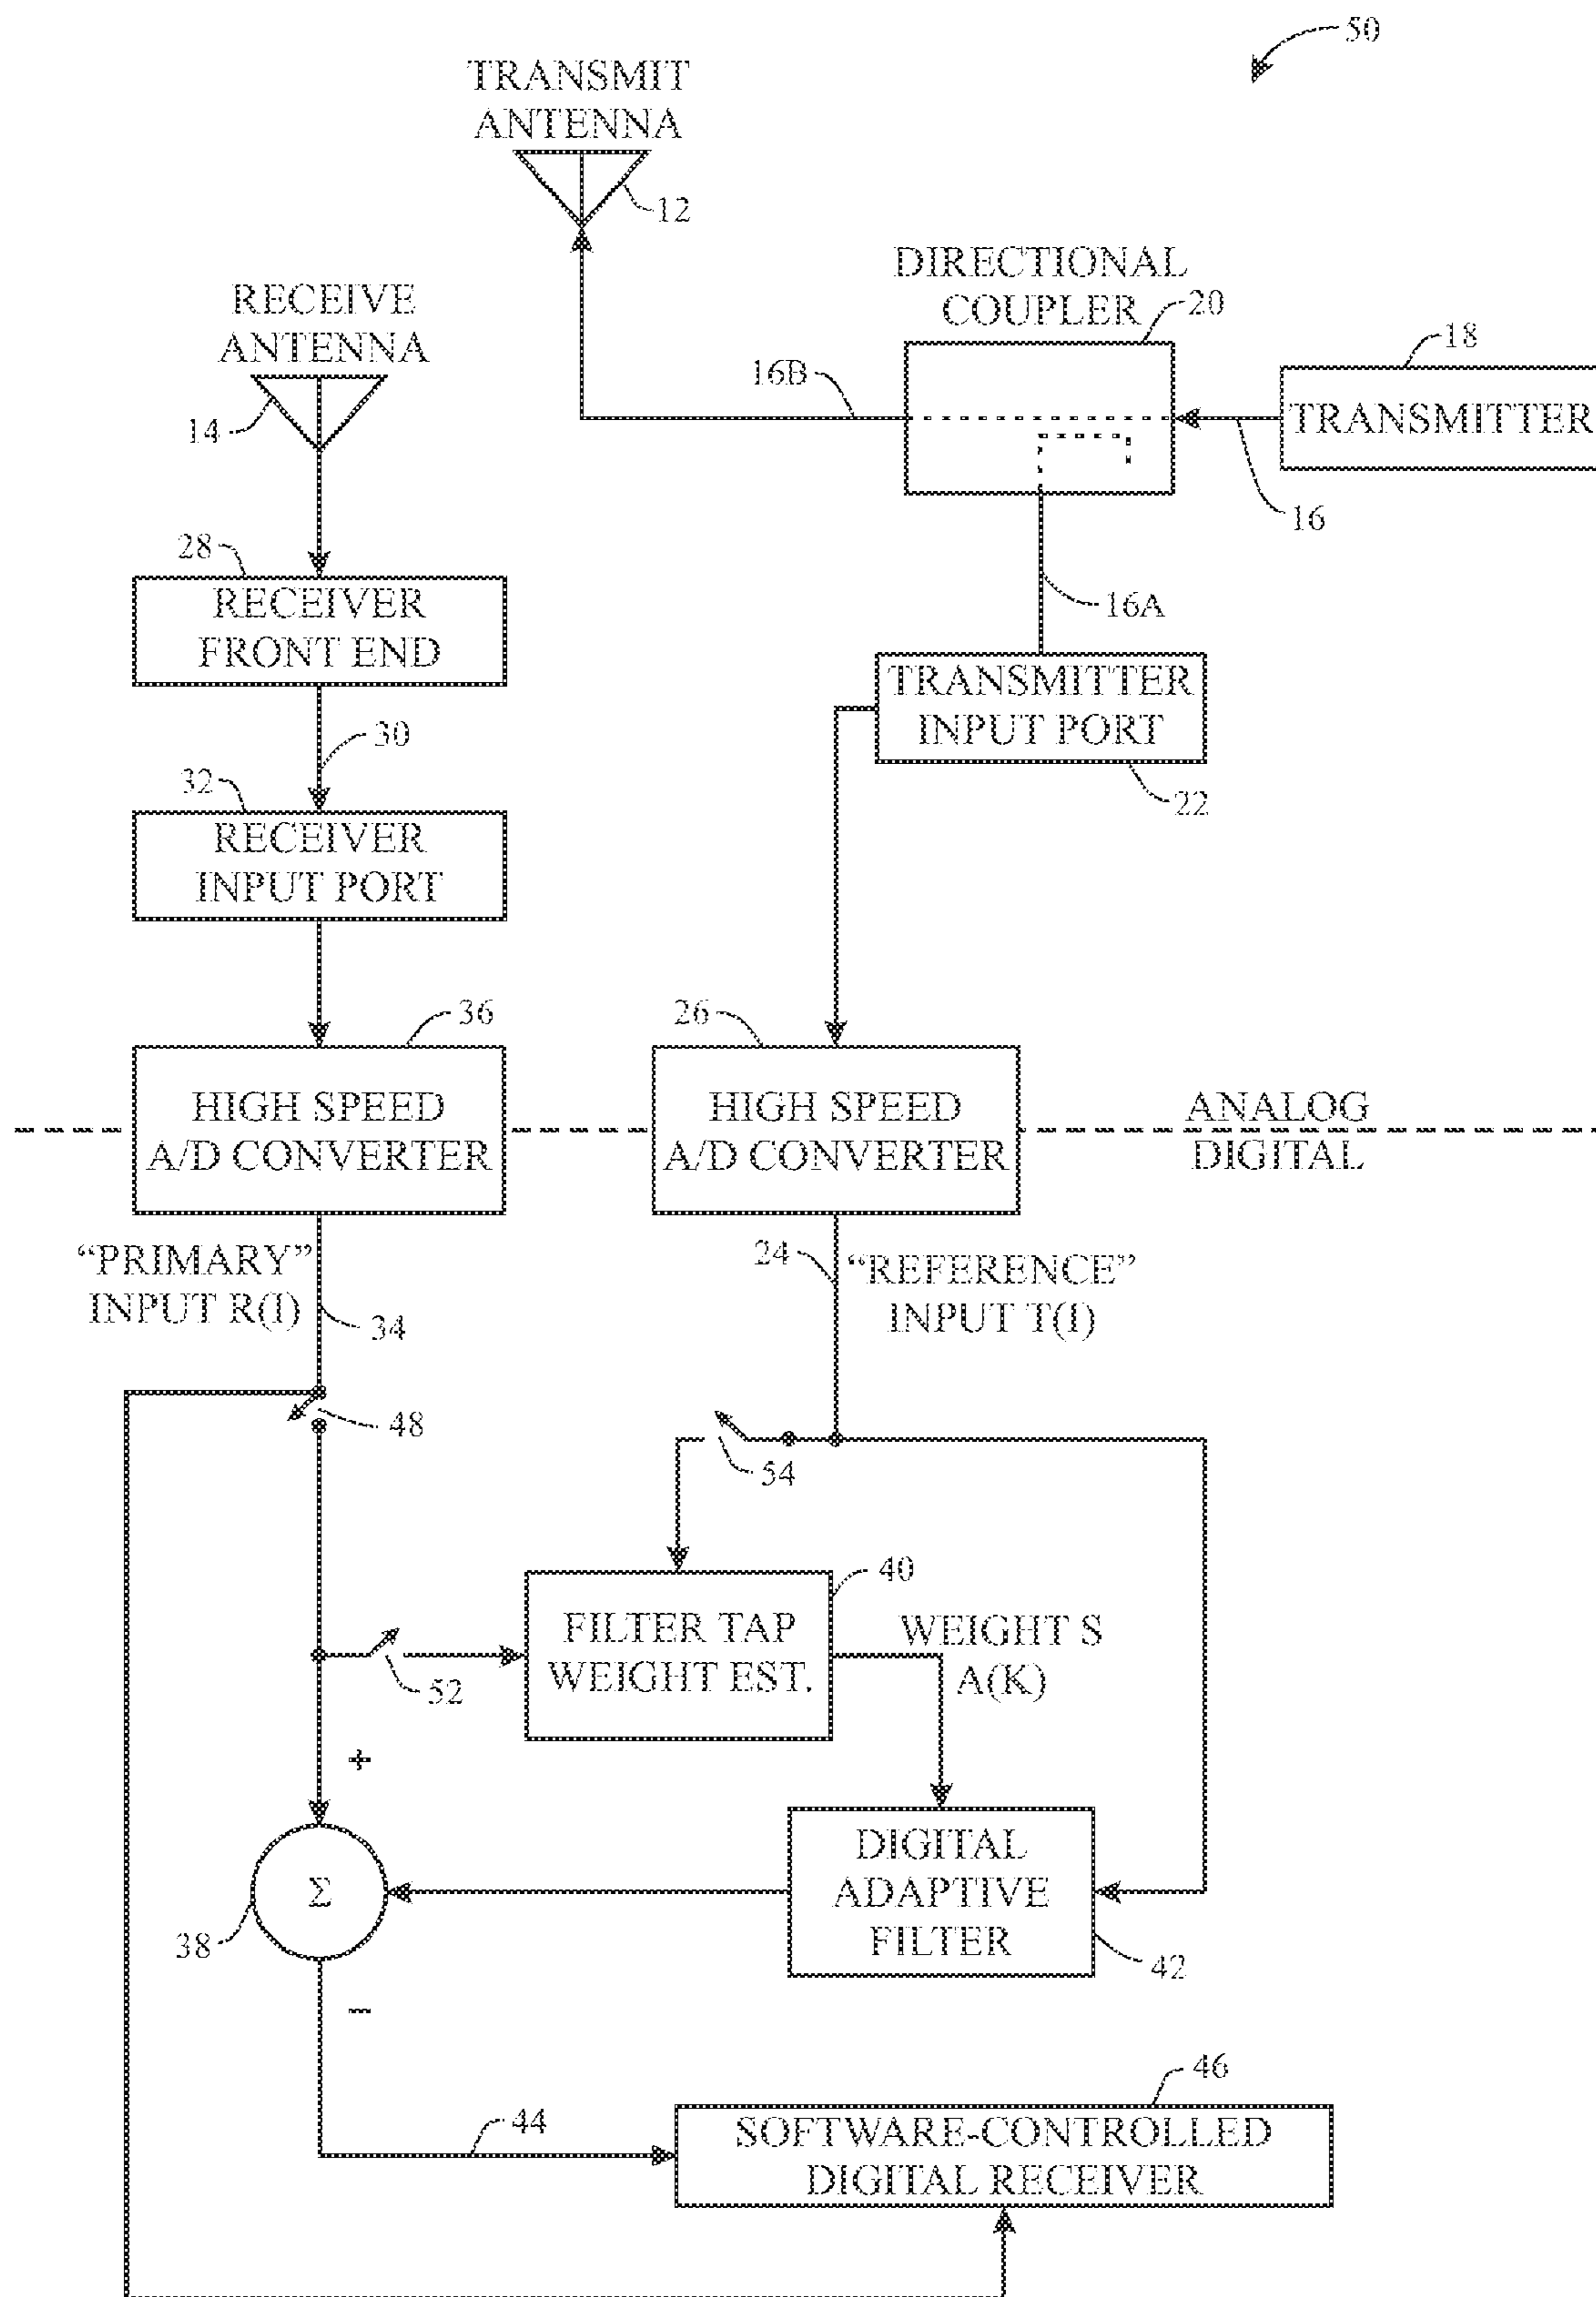 50
TRANSMIT
ANTENNA
12
DIRECTIONAL
COUPLER
20
RECEIVE
ANTENNA
14
16B
18
TRANSMITTER
16
28
RECEIVER
FRONT END
16A
TRANSMITTER
INPUT PORT
22
30
32
RECEIVER
INPUT PORT
36
26
HIGH SPEED
A/D CONVERTER
HIGH SPEED
A/D CONVERTER
ANALOG
DIGITAL
“PRIMARY”
INPUT R(I)
34
24
“REFERENCE”
INPUT T(I)
48
54
40
FILTER TAP
WEIGHT EST.
WEIGHT S
A(K)
52
+
Σ
38
DIGITAL
ADAPTIVE
FILTER
42
–
44
46
SOFTWARE-CONTROLLED
DIGITAL RECEIVER